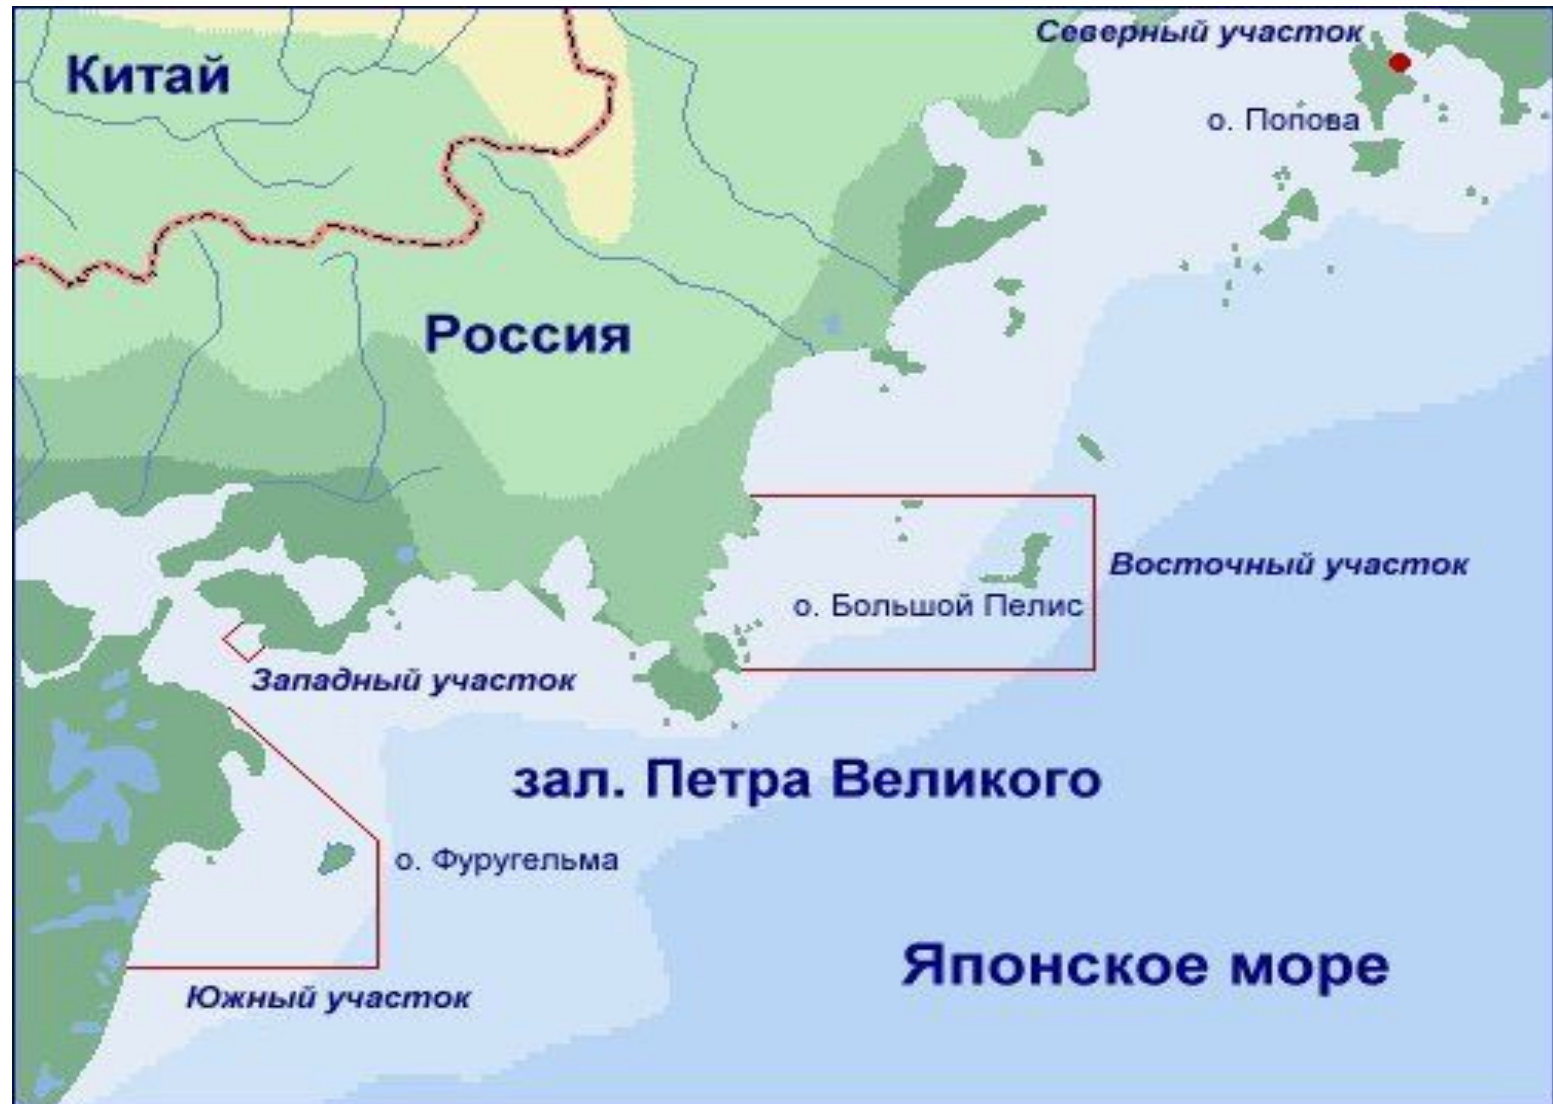 Северный участок
Китай
о. Попова
Россия
Восточный участок
о. Большой Пелис
Западный участок
зал. Петра Великого
о. Фуругельма
Японское море
Южный участок